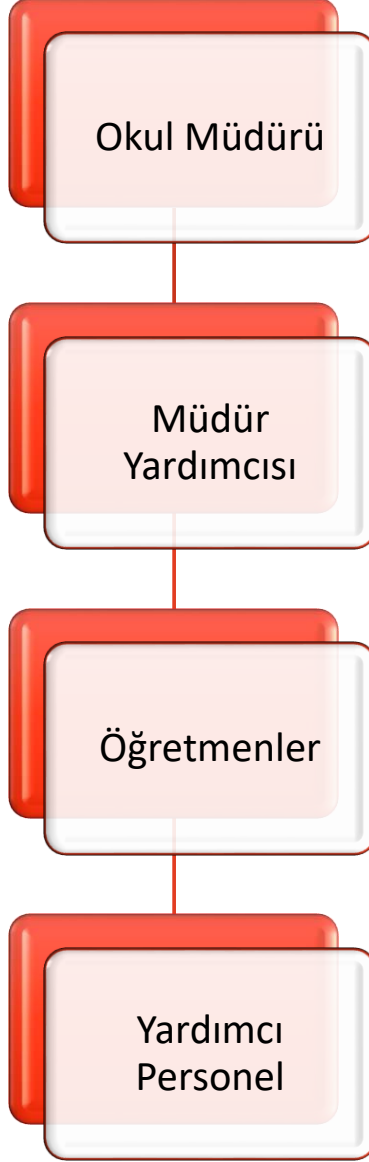 Okul Müdürü
Müdür
Yardımcısı
Öğretmenler
Yardımcı
Personel